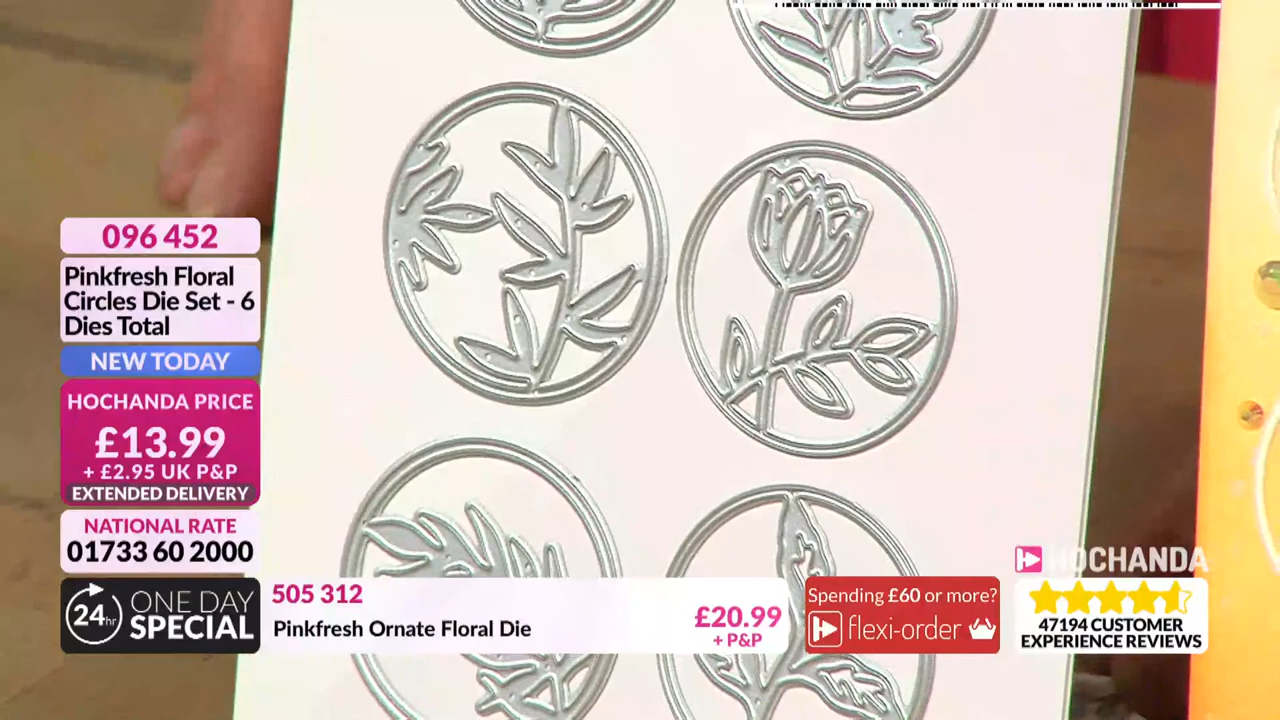 096 452
Pinkfresh Floral
Circles Die Set - 6
Dies Total
NEW TODAY
HOCHANDA PRICE
£13.99
+ £2.95 UK P&P
EXTENDED DELIVERY
NATIONAL RATE
01733 60 2000
24hr ONE DAY SPECIAL
505 312
Pinkfresh Ornate Floral Die
£20.99
+ P&P
Spending £60 or more?
flexi-order
HOCHANDA
47194 CUSTOMER
EXPERIENCE REVIEWS